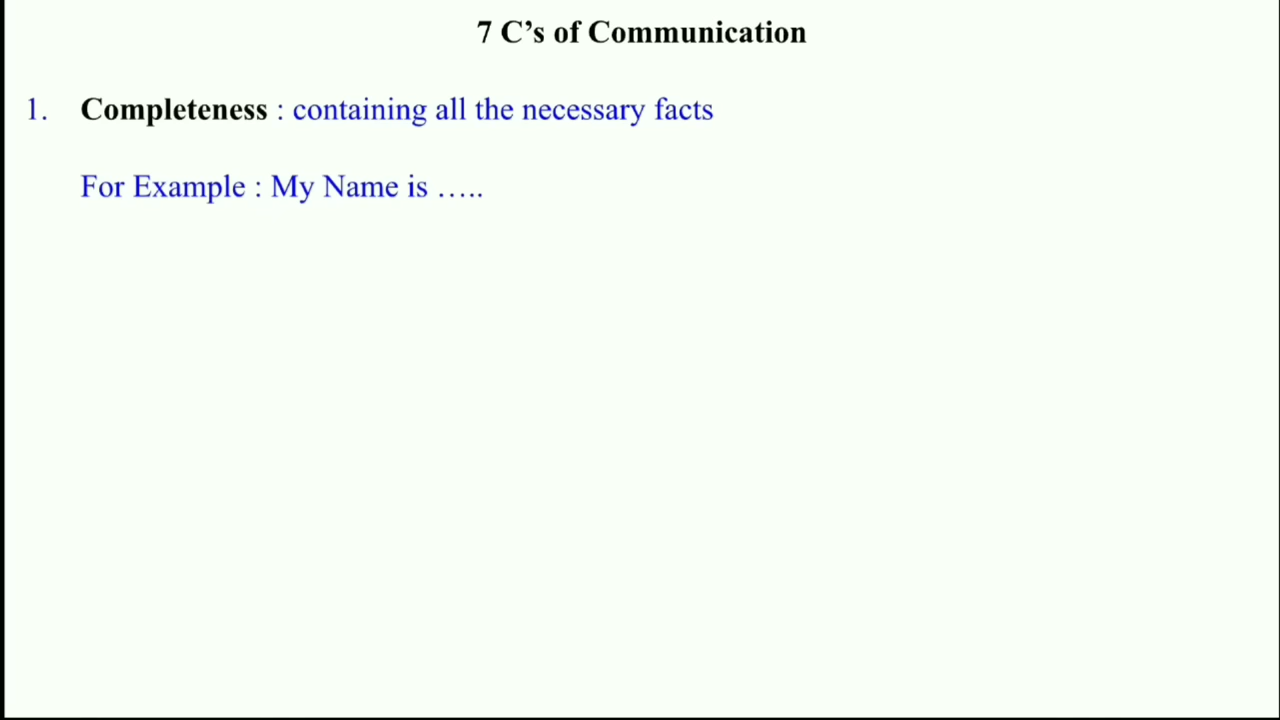 7 C’s of Communication
1. Completeness : containing all the necessary facts
For Example : My Name is …..